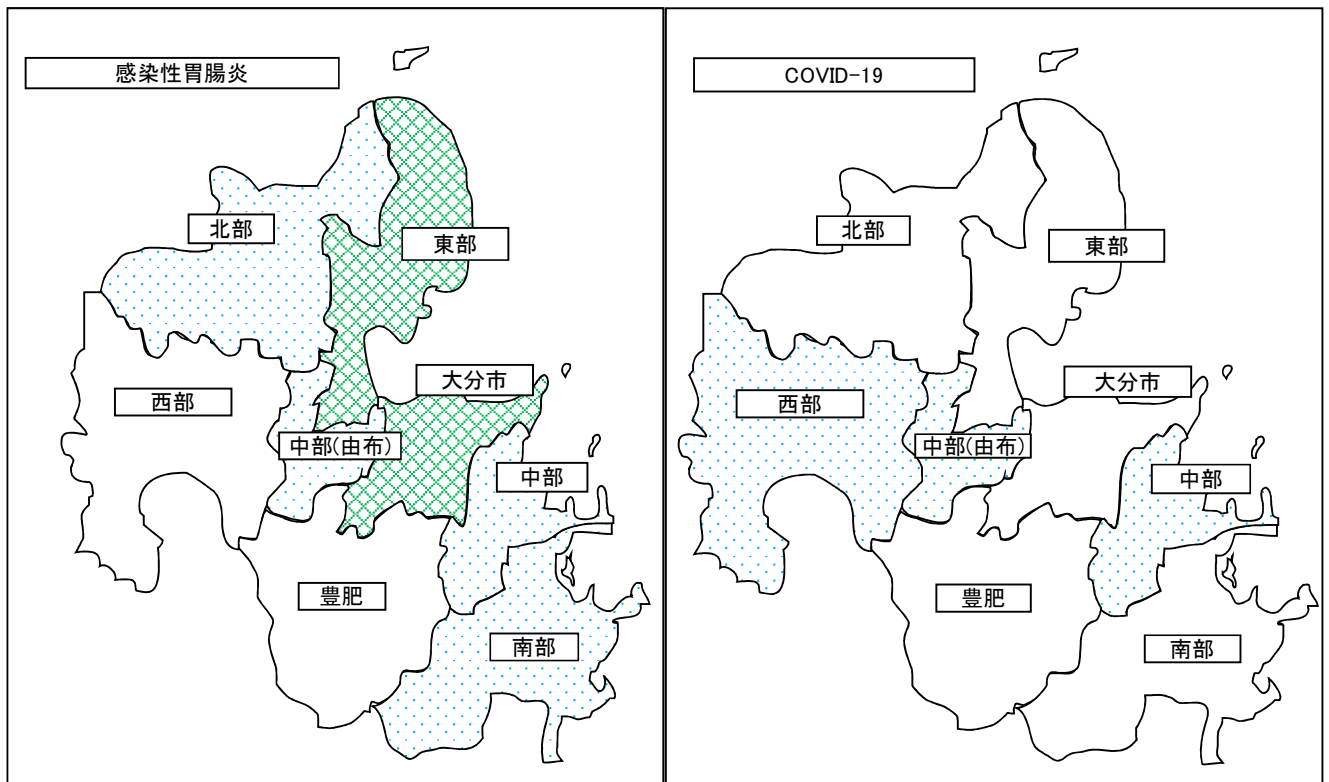 感染性胃腸炎
北部
東部
大分市
西部
中部(由布)
中部
豊肥
南部
COVID-19
北部
東部
大分市
西部
中部(由布)
中部
豊肥
南部